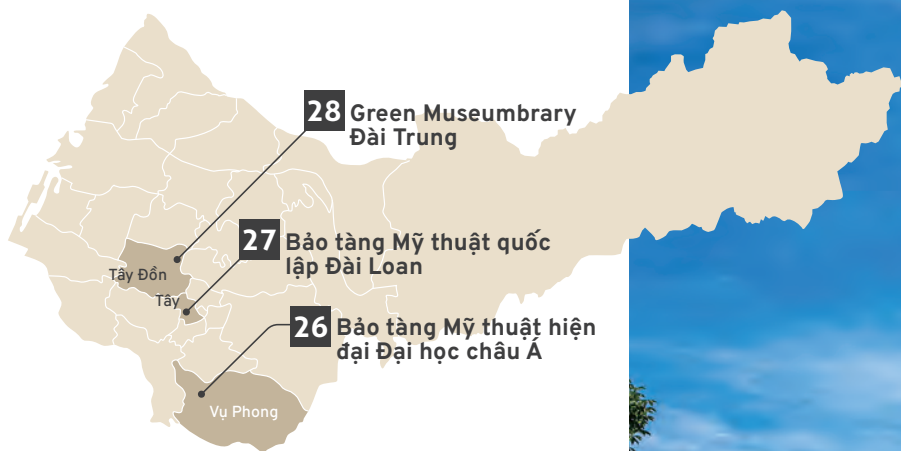 28 Green Museumbrary
Đài Trung
27 Bảo tàng Mỹ thuật quốc
lập Đài Loan
Tây Đồn
Tây
26 Bảo tàng Mỹ thuật hiện
đại Đại học châu Á
Vụ Phong